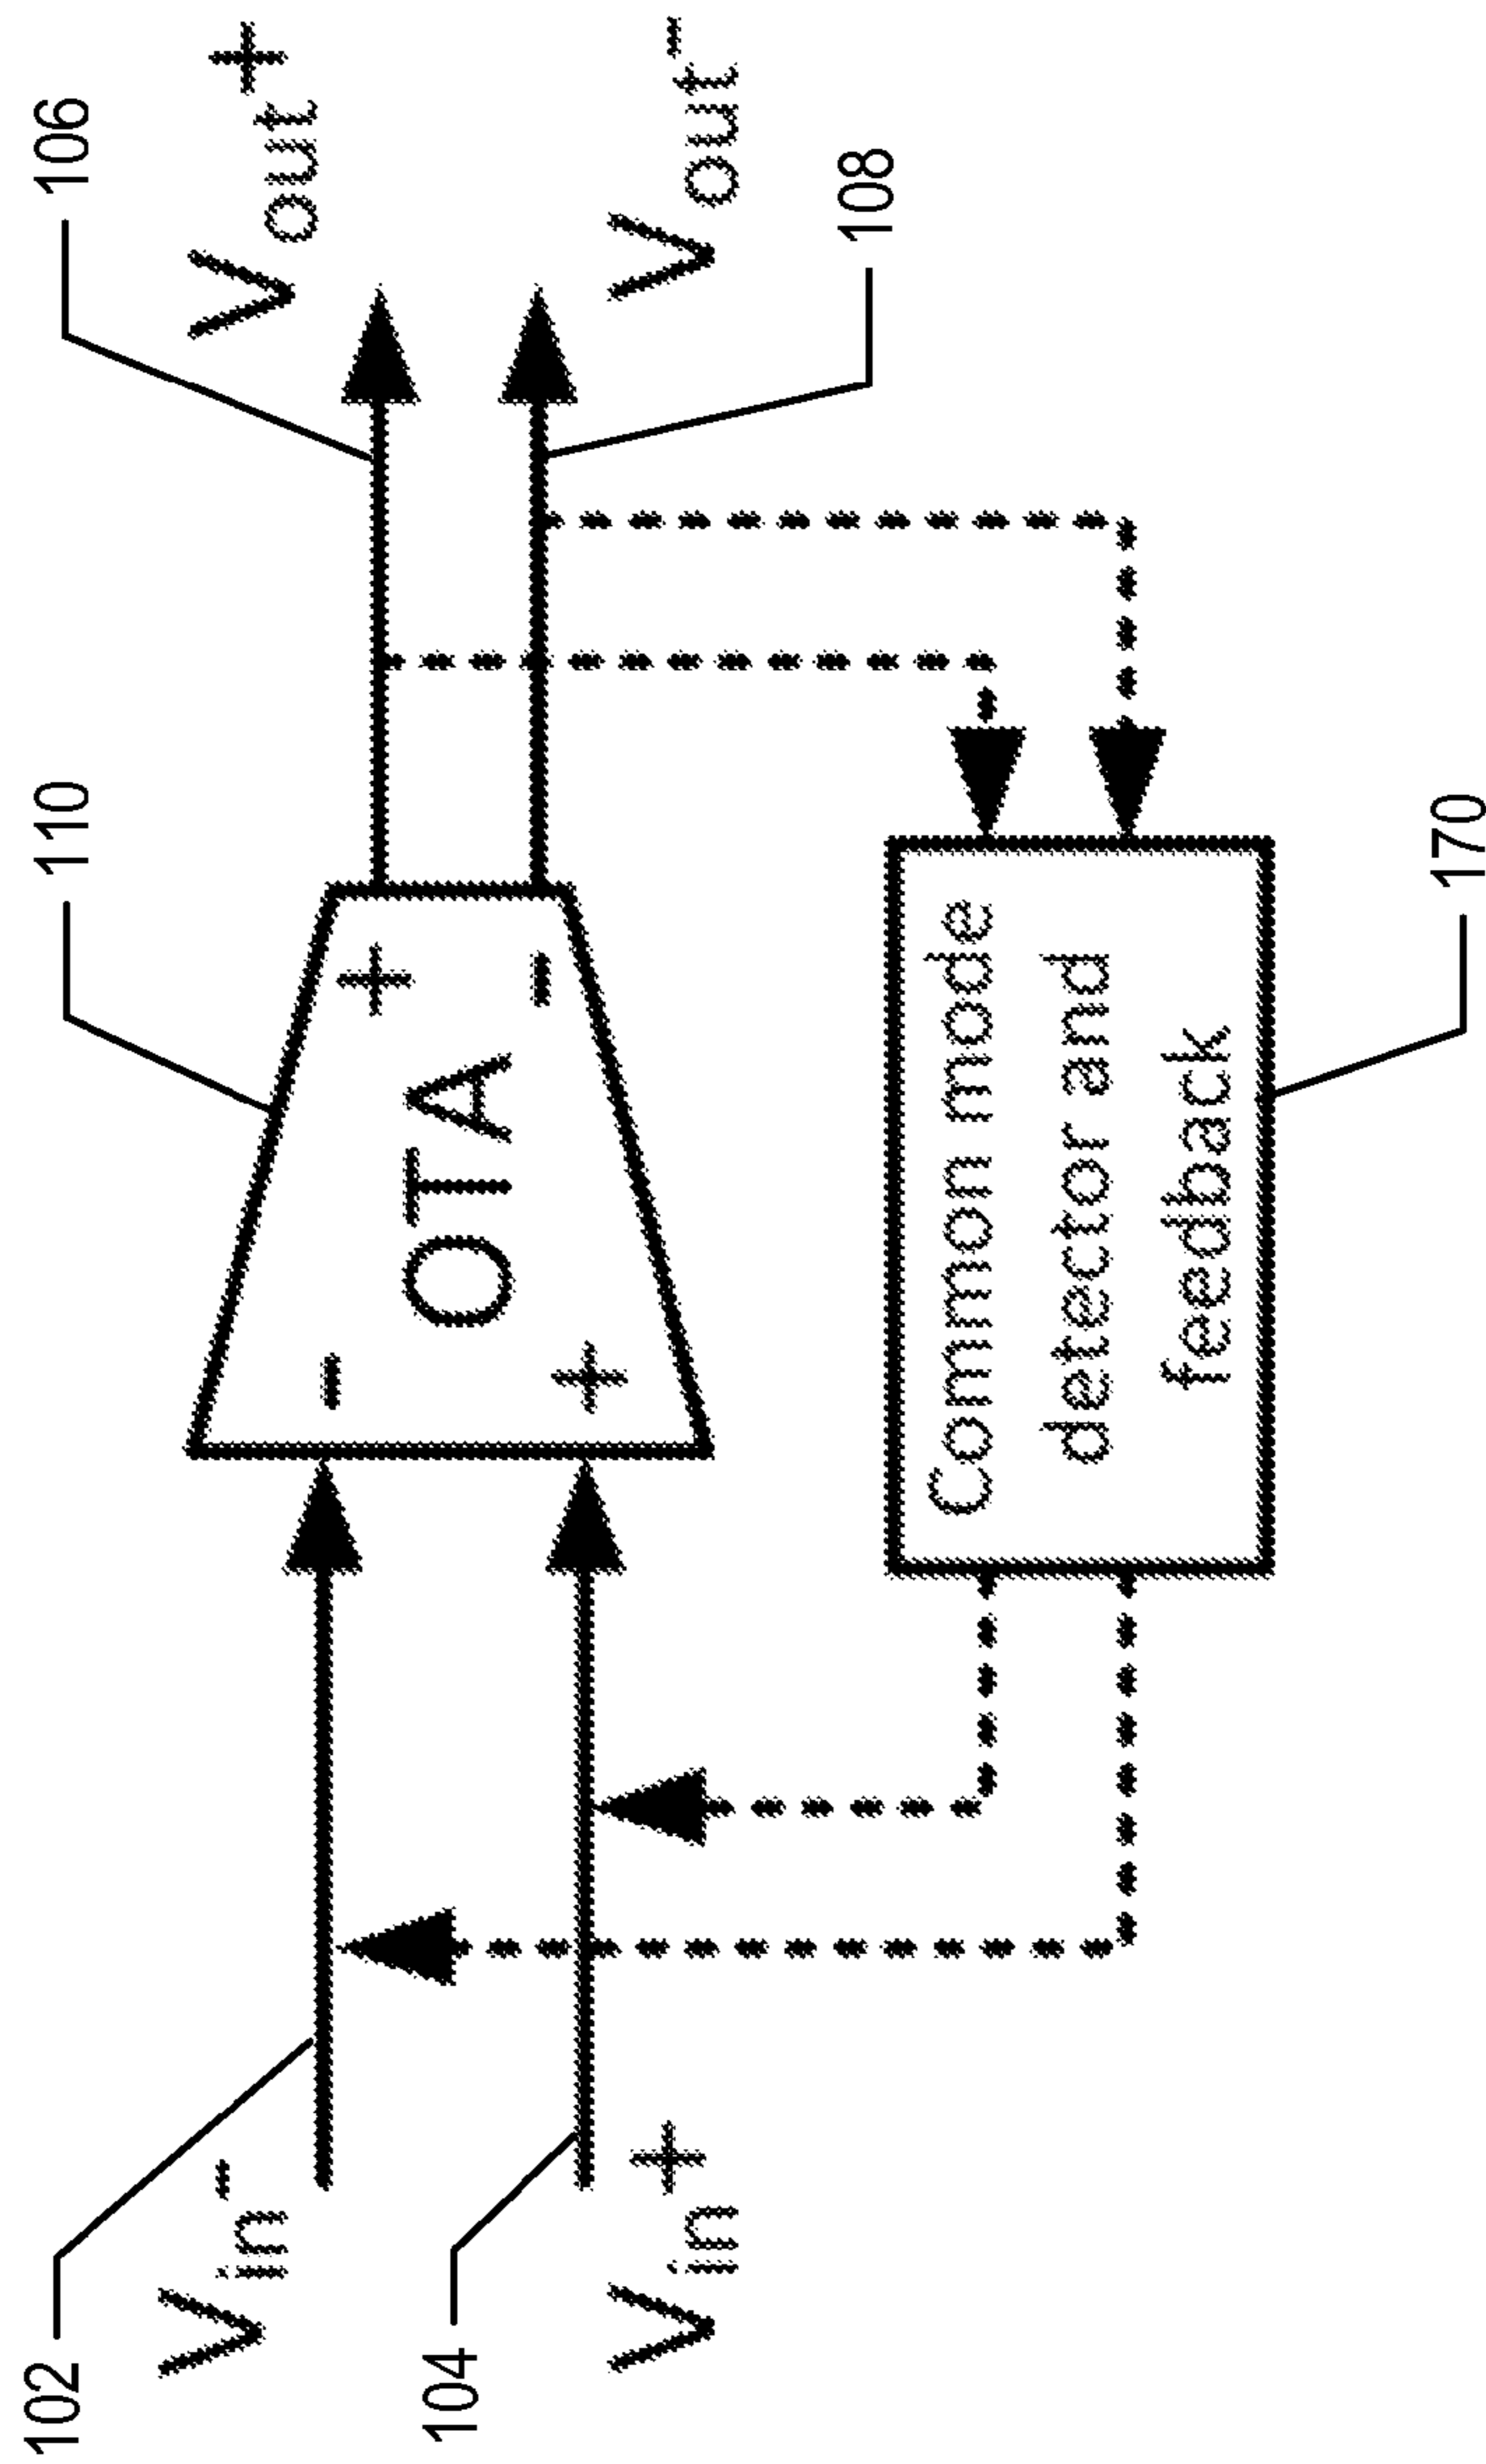 106
V_out^+
110
102
V_in^-
- +
OTA
+ -
104
V_in^+
V_out^-
108
Common mode
detector and
feedback
170